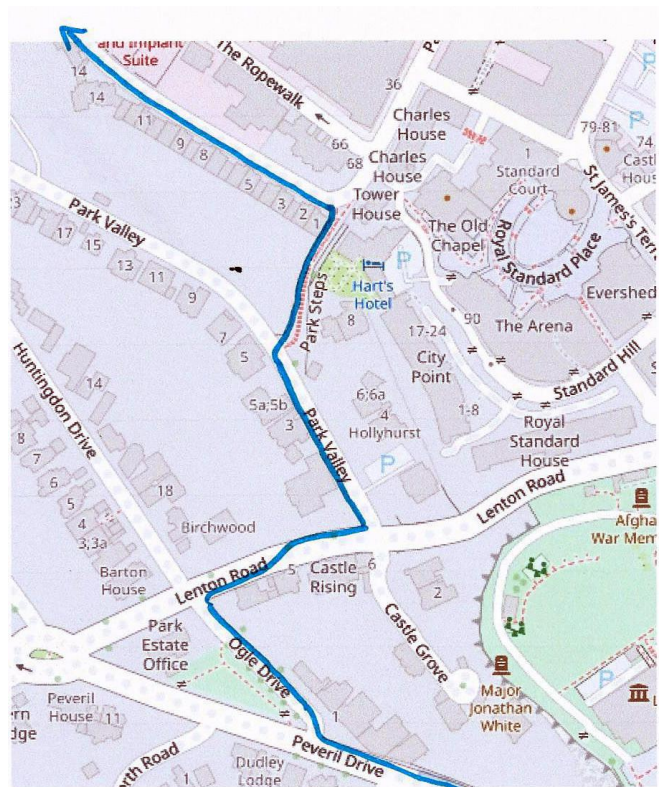 and Implant
Suite
14
14
11
9
8
5
3
2
1
The Ropewalk
36
66
68
Charles
House
Charles
House
Tower
House
79-81
74
1
Standard
Court
St James's Terr
The Old
Chapel
Royal Standard Place
Evershed
The Arena
Standard Hill
90
17-24
City
Point
1-8
Royal
Standard
House
P
P
P
P
P
Hart's
Hotel
8
Park Steps
Park Valley
17
15
13
11
9
7
5
5a;5b
3
6;6a
4
Hollyhurst
Park Valley
Huntingdon Drive
14
8
7
6
5
4
3;3a
18
Birchwood
Barton
House
Lenton Road
Lenton Road
5
Castle
Rising
6
2
Castle Grove
Afgha
War Mem
Major
Jonathan
White
Park
Estate
Office
Ogle Drive
1
Peveril Drive
Peveril
House
11
orth Road
1
Dudley
Lodge